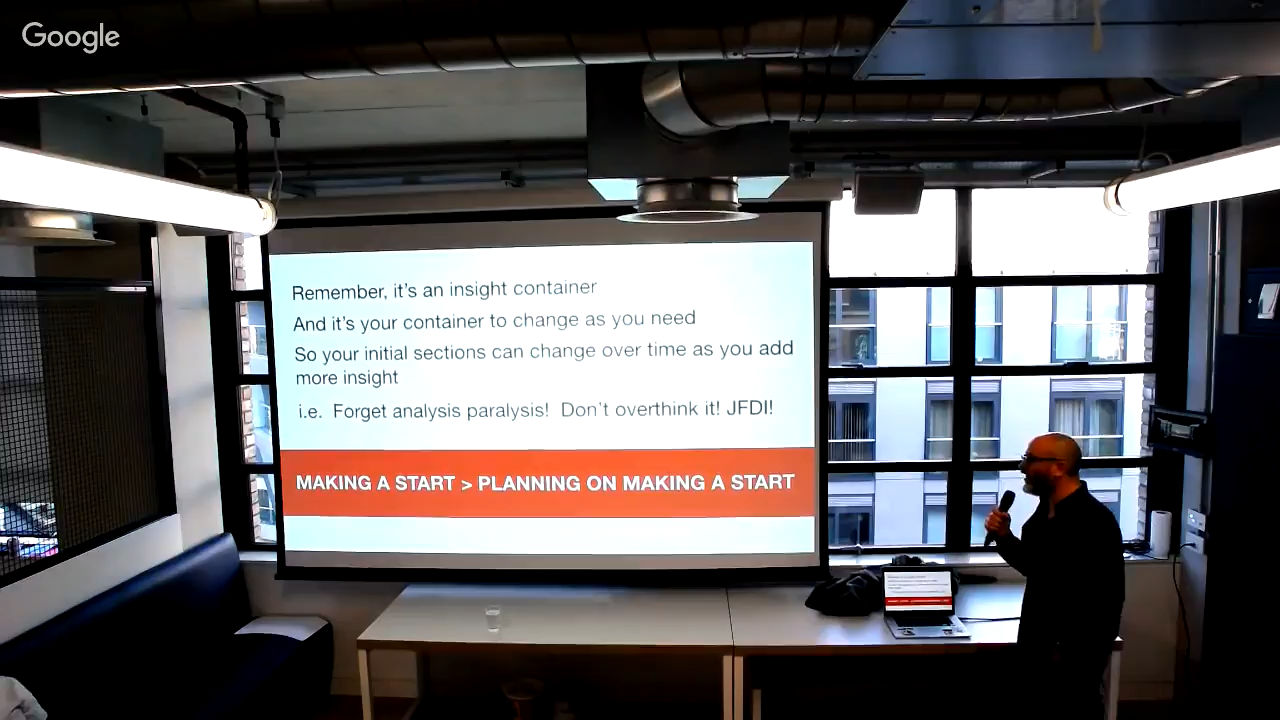 Google
Remember, it's an insight container
And it's your container to change as you need
So your initial sections can change over time as you add
more insight
i.e. Forget analysis paralysis! Don't overthink it! JFDI!
MAKING A START > PLANNING ON MAKING A START